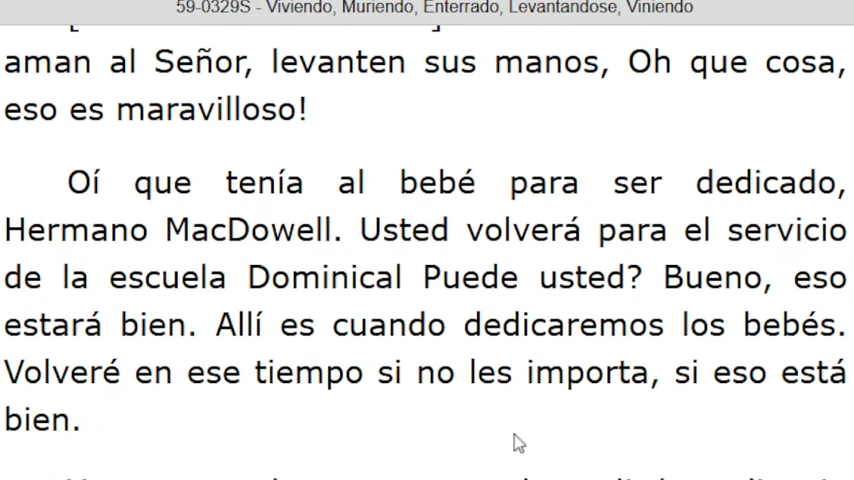 59-0329S - Viviendo, Muriendo, Enterrado, Levantandose, Viniendo
aman al Señor, levanten sus manos, Oh que cosa,
eso es maravilloso!
Oí que tenía al bebé para ser dedicado,
Hermano MacDowell. Usted volverá para el servicio
de la escuela Dominical Puede usted? Bueno, eso
estará bien. Allí es cuando dedicaremos los bebés.
Volveré en ese tiempo si no les importa, si eso está
bien.